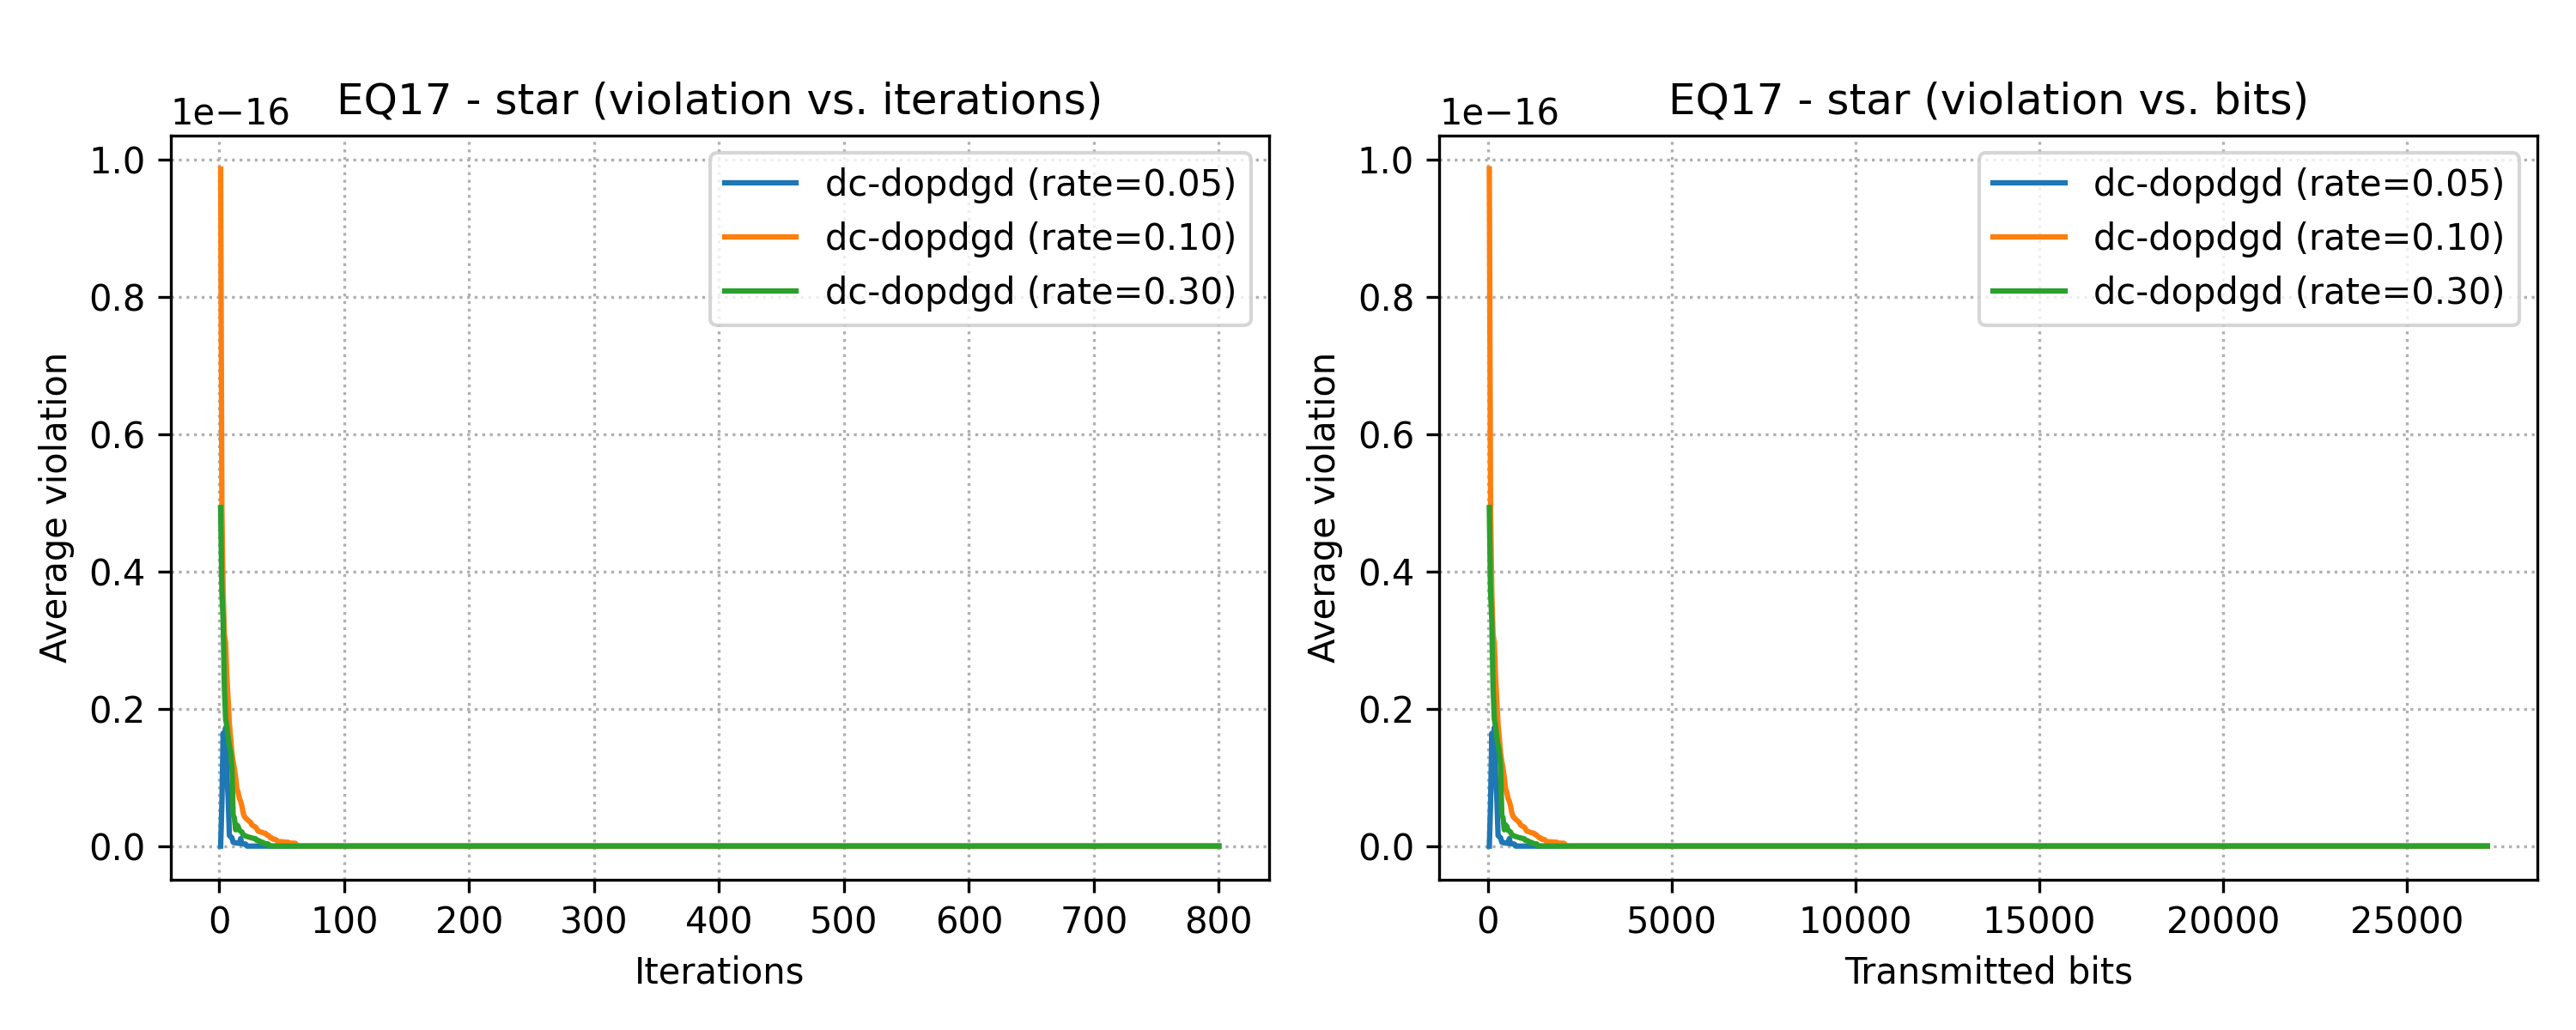 EQ17 - star (violation vs. iterations)
1e−16
1.0
0.8
0.6
0.4
0.2
0.0
Average violation
dc-dopdgd (rate=0.05)
dc-dopdgd (rate=0.10)
dc-dopdgd (rate=0.30)
0 100 200 300 400 500 600 700 800
Iterations
EQ17 - star (violation vs. bits)
1e−16
1.0
0.8
0.6
0.4
0.2
0.0
Average violation
dc-dopdgd (rate=0.05)
dc-dopdgd (rate=0.10)
dc-dopdgd (rate=0.30)
0 5000 10000 15000 20000 25000
Transmitted bits